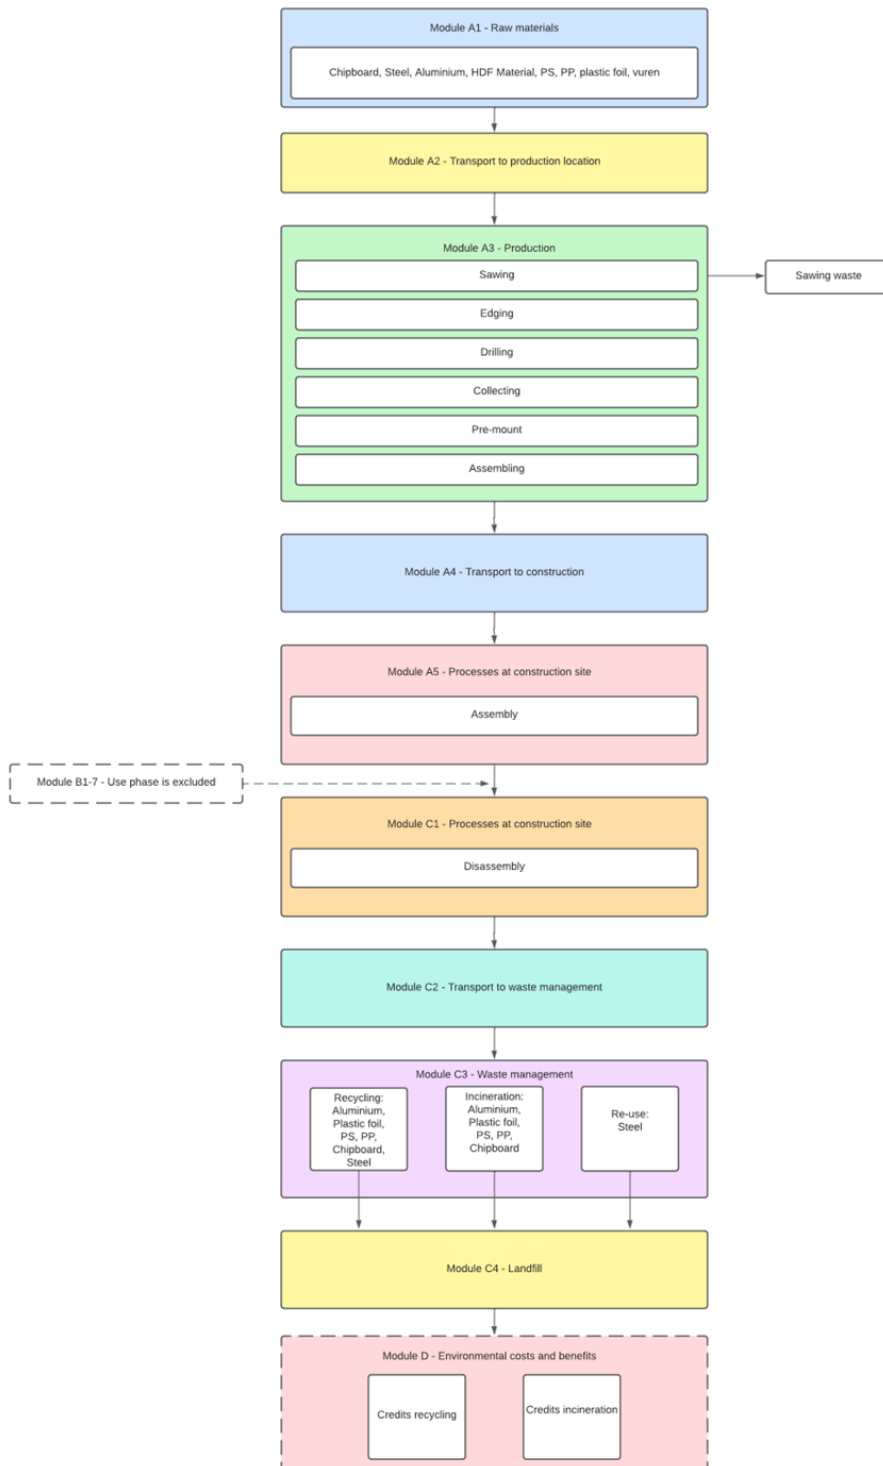 Module A1 - Raw materials
Chipboard, Steel, Aluminium, HDF Material, PS, PP, plastic foil, vuren
Module A2 - Transport to production location
Module A3 - Production
Sawing
Sawing waste
Edging
Drilling
Collecting
Pre-mount
Assembling
Module A4 - Transport to construction
Module A5 - Processes at construction site
Assembly
Module B1-7 - Use phase is excluded
Module C1 - Processes at construction site
Disassembly
Module C2 - Transport to waste management
Module C3 - Waste management
Recycling:
Aluminium,
Plastic foil,
PS, PP,
Chipboard,
Steel
Incineration:
Aluminium,
Plastic foil,
PS, PP,
Chipboard
Re-use:
Steel
Module C4 - Landfill
Module D - Environmental costs and benefits
Credits recycling
Credits incineration